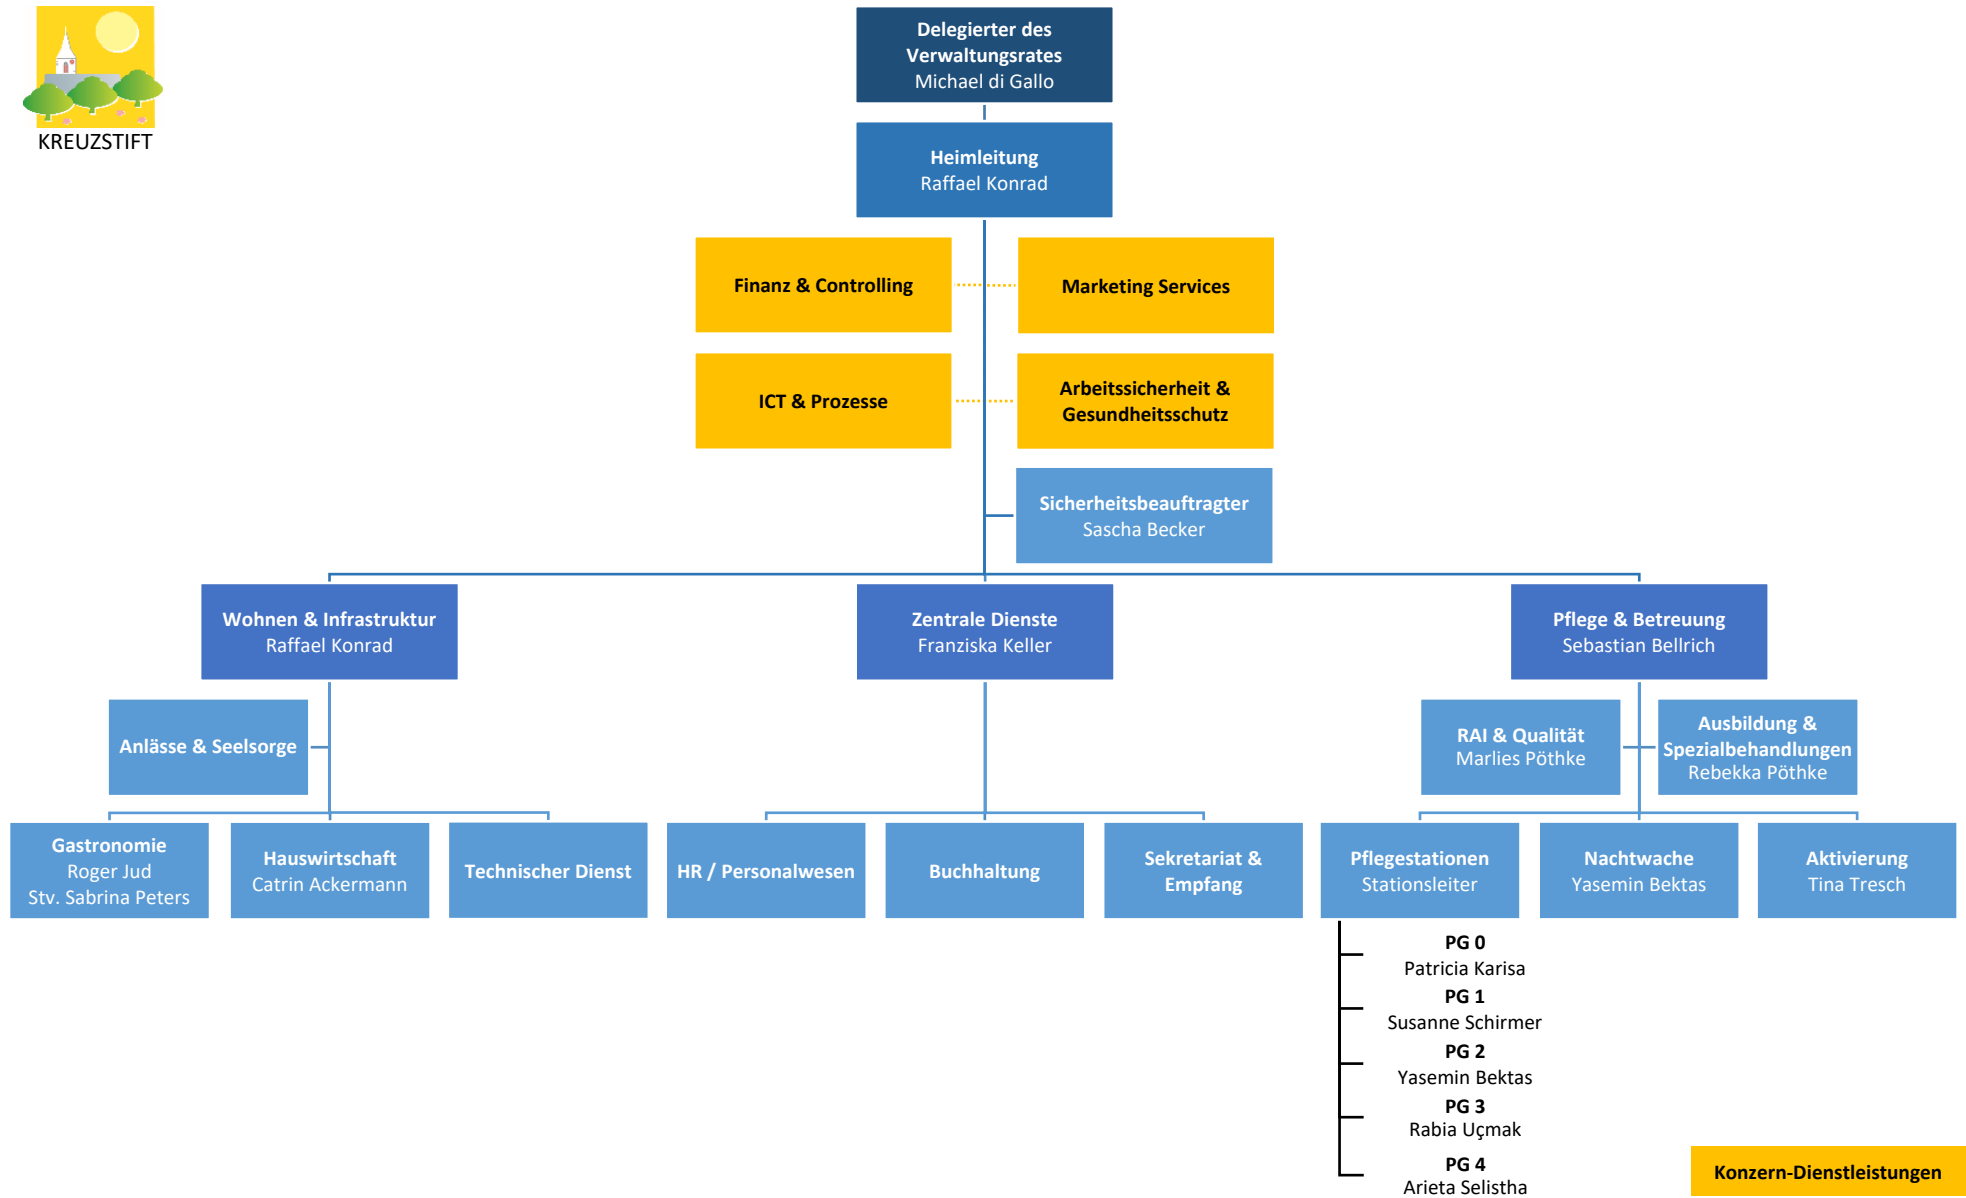 KREUZSTIFT
Delegierter des
Verwaltungsrates
Michael di Gallo
Heimleitung
Raffael Konrad
Finanz & Controlling
Marketing Services
ICT & Prozesse
Arbeitssicherheit &
Gesundheitsschutz
Sicherheitsbeauftragter
Sascha Becker
Wohnen & Infrastruktur
Raffael Konrad
Zentrale Dienste
Franziska Keller
Pflege & Betreuung
Sebastian Bellrich
Anlässe & Seelsorge
RAI & Qualität
Marlies Pöthke
Ausbildung &
Spezialbehandlungen
Rebekka Pöthke
Gastronomie
Roger Jud
Stv. Sabrina Peters
Hauswirtschaft
Catrin Ackermann
Technischer Dienst
HR / Personalwesen
Buchhaltung
Sekretariat &
Empfang
Pflegestationen
Stationsleiter
Nachtwache
Yasemin Bektas
Aktivierung
Tina Tresch
PG 0
Patricia Karisa
PG 1
Susanne Schirmer
PG 2
Yasemin Bektas
PG 3
Rabia Uçmak
PG 4
Arieta Selistha
Konzern-Dienstleistungen